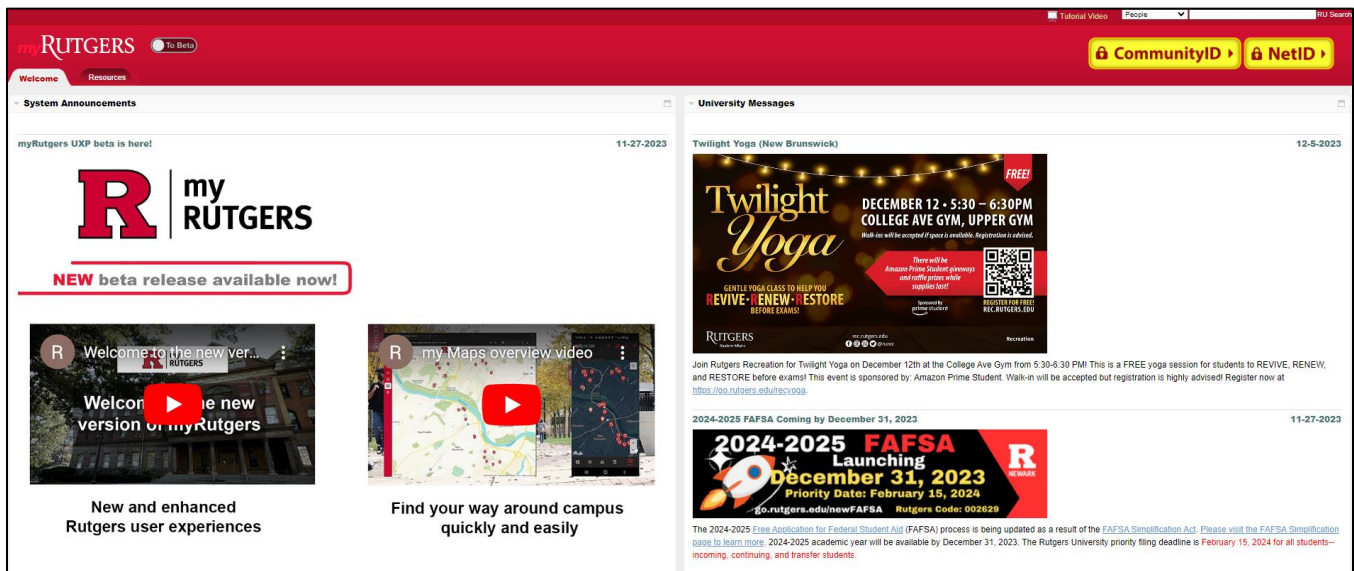 Tutorial Video People RU Search
myRUTGERS To Beta
CommunityID NetID
Welcome Resources
System Announcements
myRutgers UXP beta is here! 11-27-2023
R my
RUTGERS
NEW beta release available now!
R Welcome to the new ver...
RUTGERS
Welcome to the new
version of myRutgers
R my Maps overview video
New and enhanced
Rutgers user experiences
Find your way around campus
quickly and easily
University Messages
Twilight Yoga (New Brunswick) 12-5-2023
FREE!
Twilight
Yoga
DECEMBER 12 • 5:30 – 6:30PM
COLLEGE AVE GYM, UPPER GYM
Walk-ins will be accepted if space is available. Registration is advised.
There will be
Amazon Prime Student giveways
and raffle prizes while
supplies last!
GENTLE YOGA CLASS TO HELP YOU
REVIVE•RENEW•RESTORE
BEFORE EXAMS!
Sponsored By
prime student
REGISTER FOR FREE!
REC.RUTGERS.EDU
RUTGERS
Student Affairs
rec.rutgers.edu
@rurec
Recreation
Join Rutgers Recreation for Twilight Yoga on December 12th at the College Ave Gym from 5:30-6:30 PM! This is a FREE yoga session for students to REVIVE, RENEW,
and RESTORE before exams! This event is sponsored by: Amazon Prime Student. Walk-in will be accepted but registration is highly advised! Register now at
https://go.rutgers.edu/recyoga.
2024-2025 FAFSA Coming by December 31, 2023 11-27-2023
2024-2025 FAFSA
Launching
December 31, 2023
Priority Date: February 15, 2024
go.rutgers.edu/newFAFSA Rutgers Code: 002629
R
NEWARK
The 2024-2025 Free Application for Federal Student Aid (FAFSA) process is being updated as a result of the FAFSA Simplification Act. Please visit the FAFSA Simplification
page to learn more. 2024-2025 academic year will be available by December 31, 2023. The Rutgers University priority filing deadline is February 15, 2024 for all students--
incoming, continuing, and transfer students.